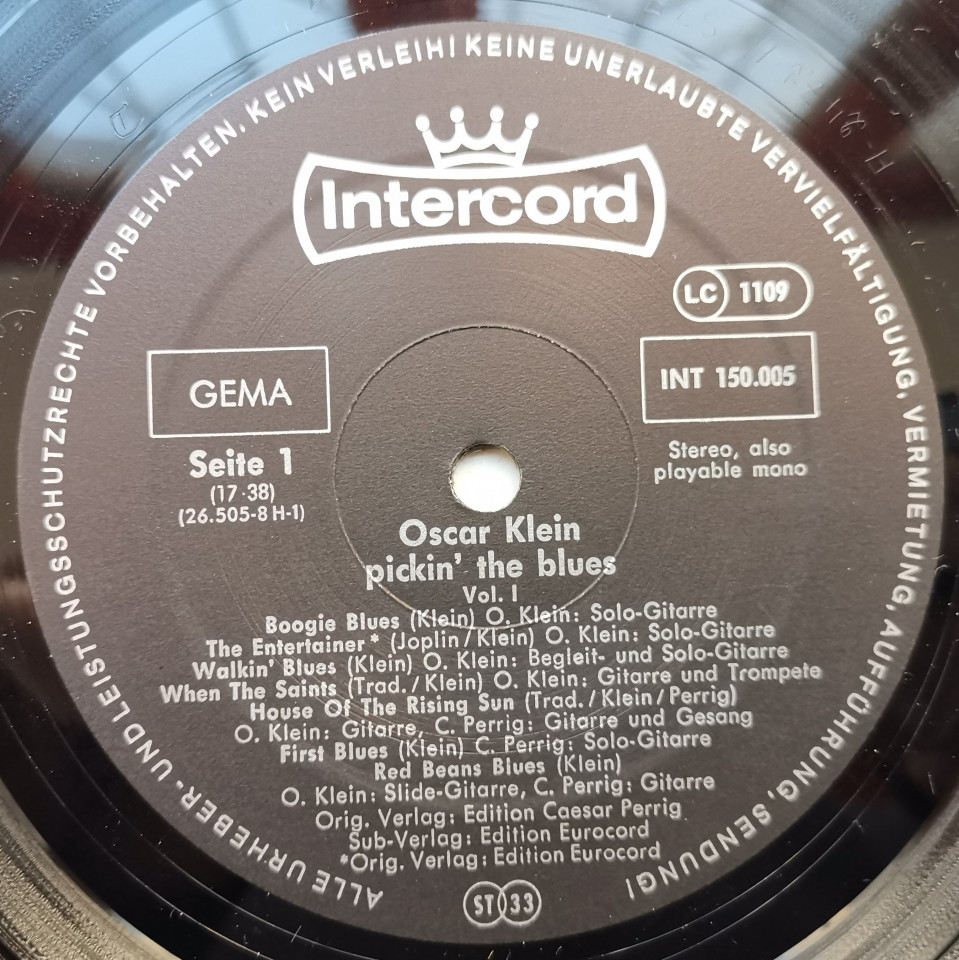 ALLE URHEBER- UND LEISTUNGSSCHUTZRECHTE VORBEHALTEN, KEIN VERLEIH! KEINE UNERLAUBTE VERVIELFÄLTIGUNG, VERMIETUNG, AUFFÜHRUNG, SENDUNG!
Intercord
LC 1109
GEMA
INT 150.005
Seite 1
(17·38)
(26.505-8 H-1)
Stereo, also
playable mono
Oscar Klein
pickin' the blues
Vol. I
Boogie Blues (Klein) O. Klein: Solo-Gitarre
The Entertainer* (Joplin/Klein) O. Klein: Solo-Gitarre
Walkin' Blues (Klein) O. Klein: Begleit- und Solo-Gitarre
When The Saints (Trad./Klein) O. Klein: Gitarre und Trompete
House Of The Rising Sun (Trad./Klein/Perrig)
O. Klein: Gitarre, C. Perrig: Gitarre und Gesang
First Blues (Klein) C. Perrig: Solo-Gitarre
Red Beans Blues (Klein)
O. Klein: Slide-Gitarre, C. Perrig: Gitarre
Orig. Verlag: Edition Caesar Perrig
Sub-Verlag: Edition Eurocord
*Orig. Verlag: Edition Eurocord
ST 33